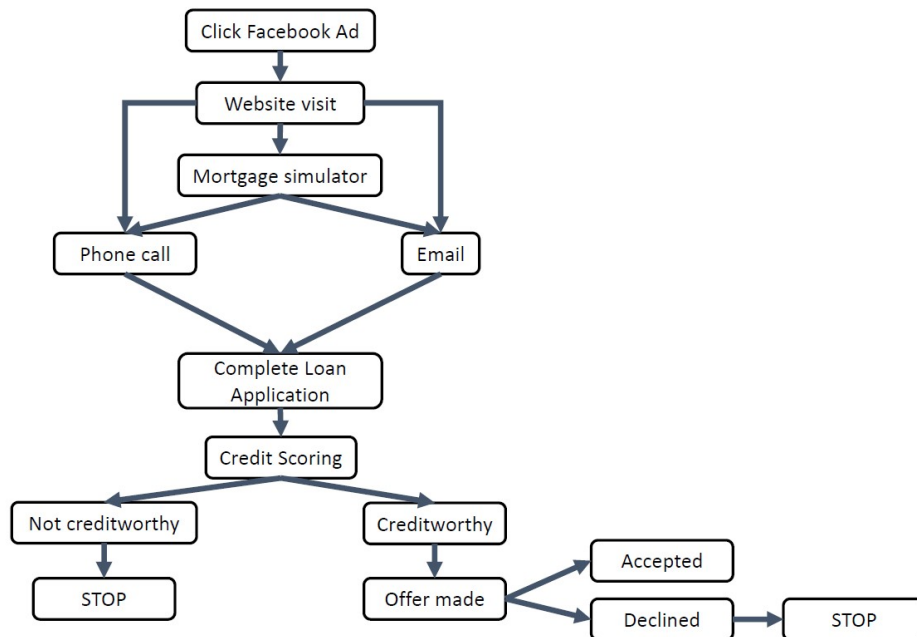 Click Facebook Ad
Website visit
Mortgage simulator
Phone call
Email
Complete Loan
Application
Credit Scoring
Not creditworthy
Creditworthy
Accepted
STOP
Offer made
Declined
STOP